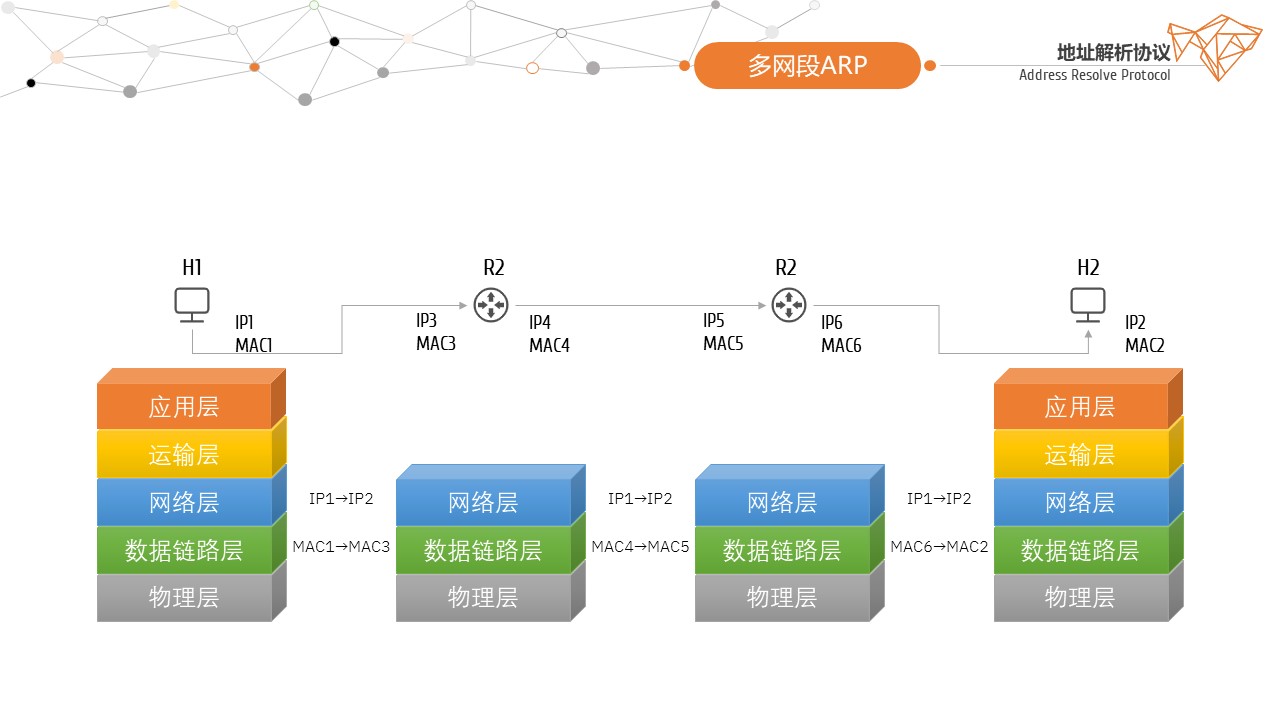 多网段ARP
地址解析协议
Address Resolve Protocol
H1
R2
R2
H2
IP1
MAC1
IP3
MAC3
IP4
MAC4
IP5
MAC5
IP6
MAC6
IP2
MAC2
应用层
运输层
网络层
数据链路层
物理层
IP1→IP2
MAC1→MAC3
网络层
数据链路层
物理层
IP1→IP2
MAC4→MAC5
网络层
数据链路层
物理层
IP1→IP2
MAC6→MAC2
应用层
运输层
网络层
数据链路层
物理层